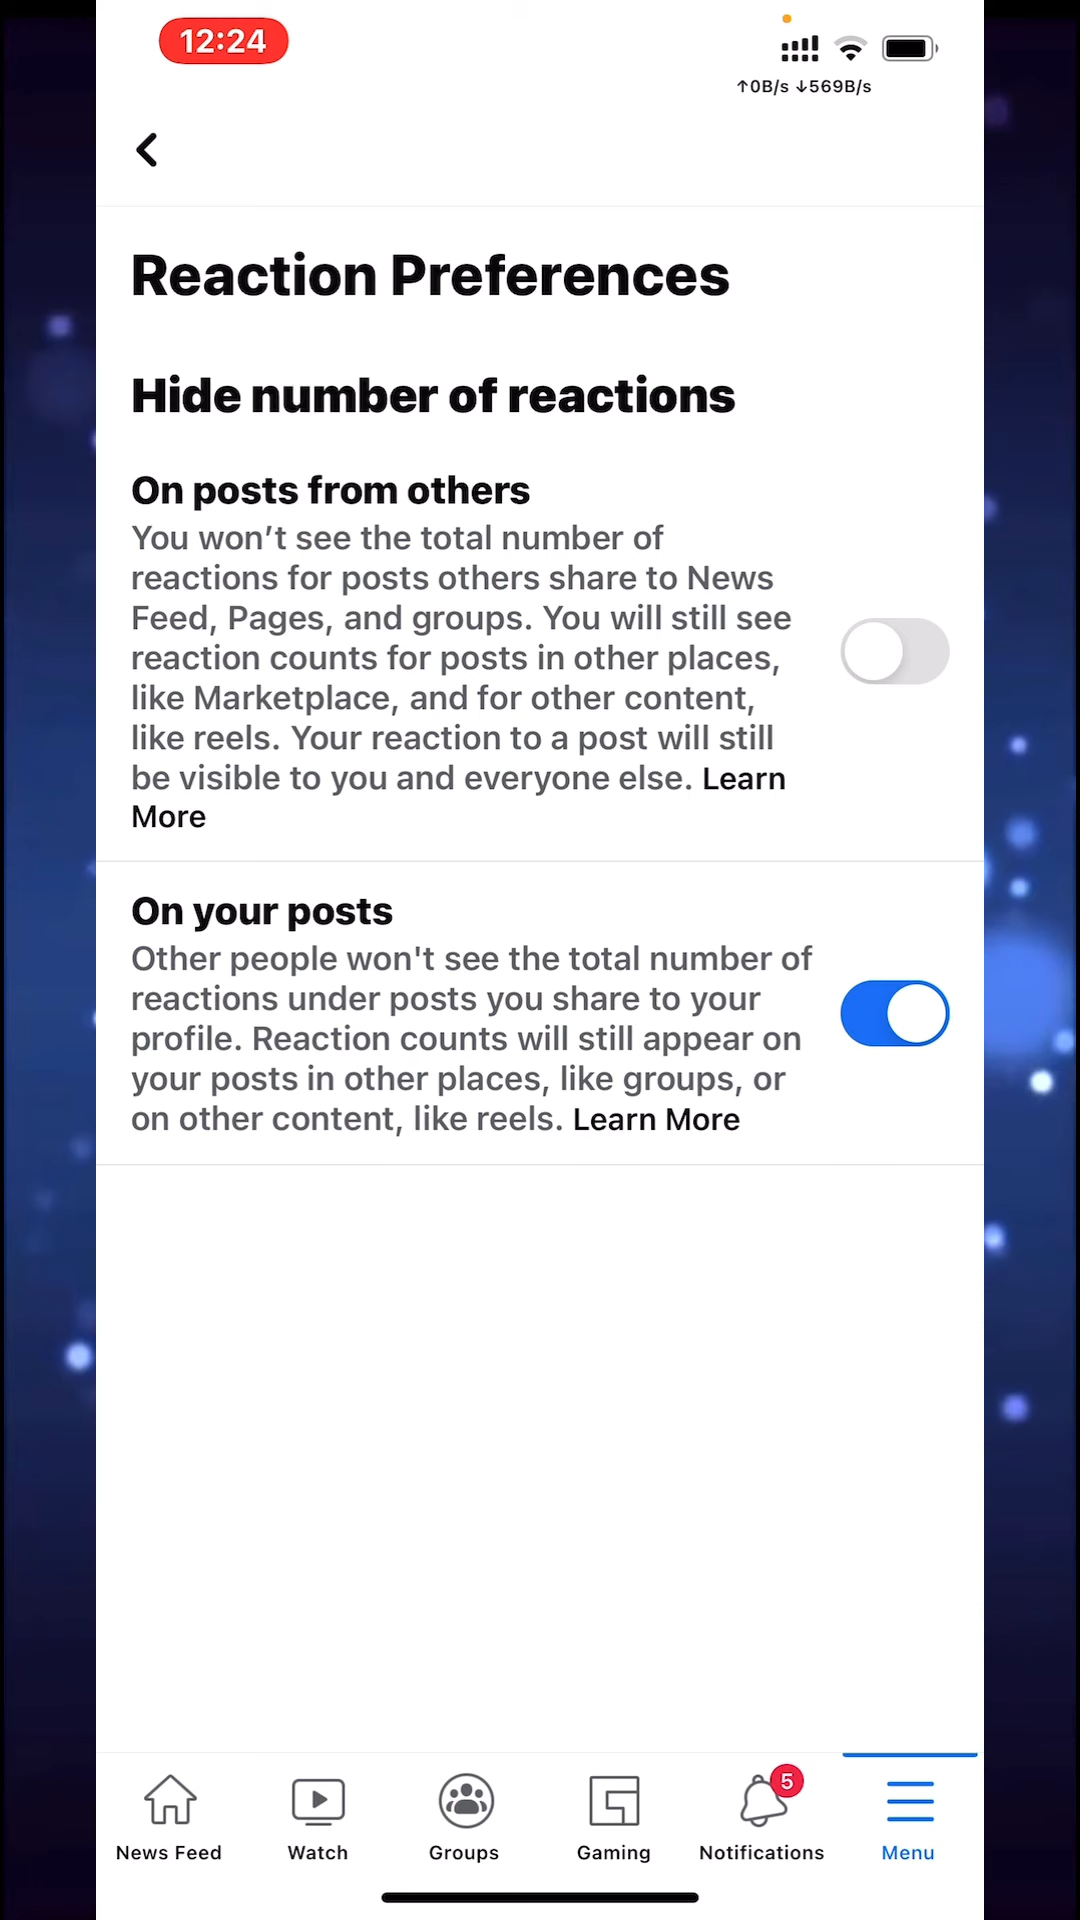 12:24
↑0B/s ↓569B/s
Reaction Preferences
Hide number of reactions
On posts from others
You won’t see the total number of
reactions for posts others share to News
Feed, Pages, and groups. You will still see
reaction counts for posts in other places,
like Marketplace, and for other content,
like reels. Your reaction to a post will still
be visible to you and everyone else. Learn
More
On your posts
Other people won't see the total number of
reactions under posts you share to your
profile. Reaction counts will still appear on
your posts in other places, like groups, or
on other content, like reels. Learn More
5
News Feed Watch Groups Gaming Notifications Menu